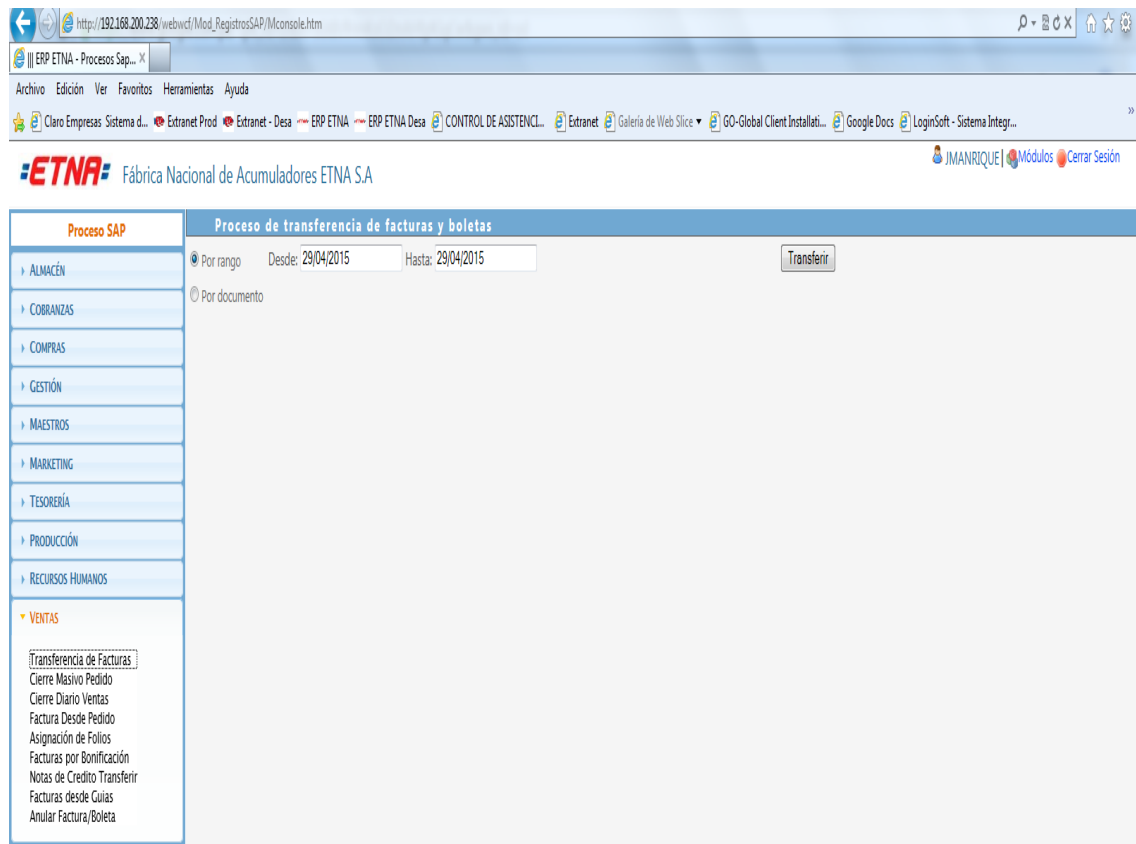 http://192.168.200.238/webwcf/Mod_RegistrosSAP/Mconsole.htm
||| ERP ETNA - Procesos Sap... X
Archivo Edición Ver Favoritos Herramientas Ayuda
Claro Empresas Sistema d... Extranet Prod Extranet - Desa ERP ETNA ERP ETNA Desa CONTROL DE ASISTENCI... Extranet Galería de Web Slice GO-Global Client Installati... Google Docs LoginSoft - Sistema Integr... »
JMANRIQUE | Módulos Cerrar Sesión
ETNA Fábrica Nacional de Acumuladores ETNA S.A
Proceso SAP
Proceso de transferencia de facturas y boletas
Por rango Desde: 29/04/2015 Hasta: 29/04/2015 Transferir
Por documento
ALMACÉN
COBRANZAS
COMPRAS
GESTIÓN
MAESTROS
MARKETING
TESORERÍA
PRODUCCIÓN
RECURSOS HUMANOS
VENTAS
Transferencia de Facturas
Cierre Masivo Pedido
Cierre Diario Ventas
Factura Desde Pedido
Asignación de Folios
Facturas por Bonificación
Notas de Credito Transferir
Facturas desde Guias
Anular Factura/Boleta